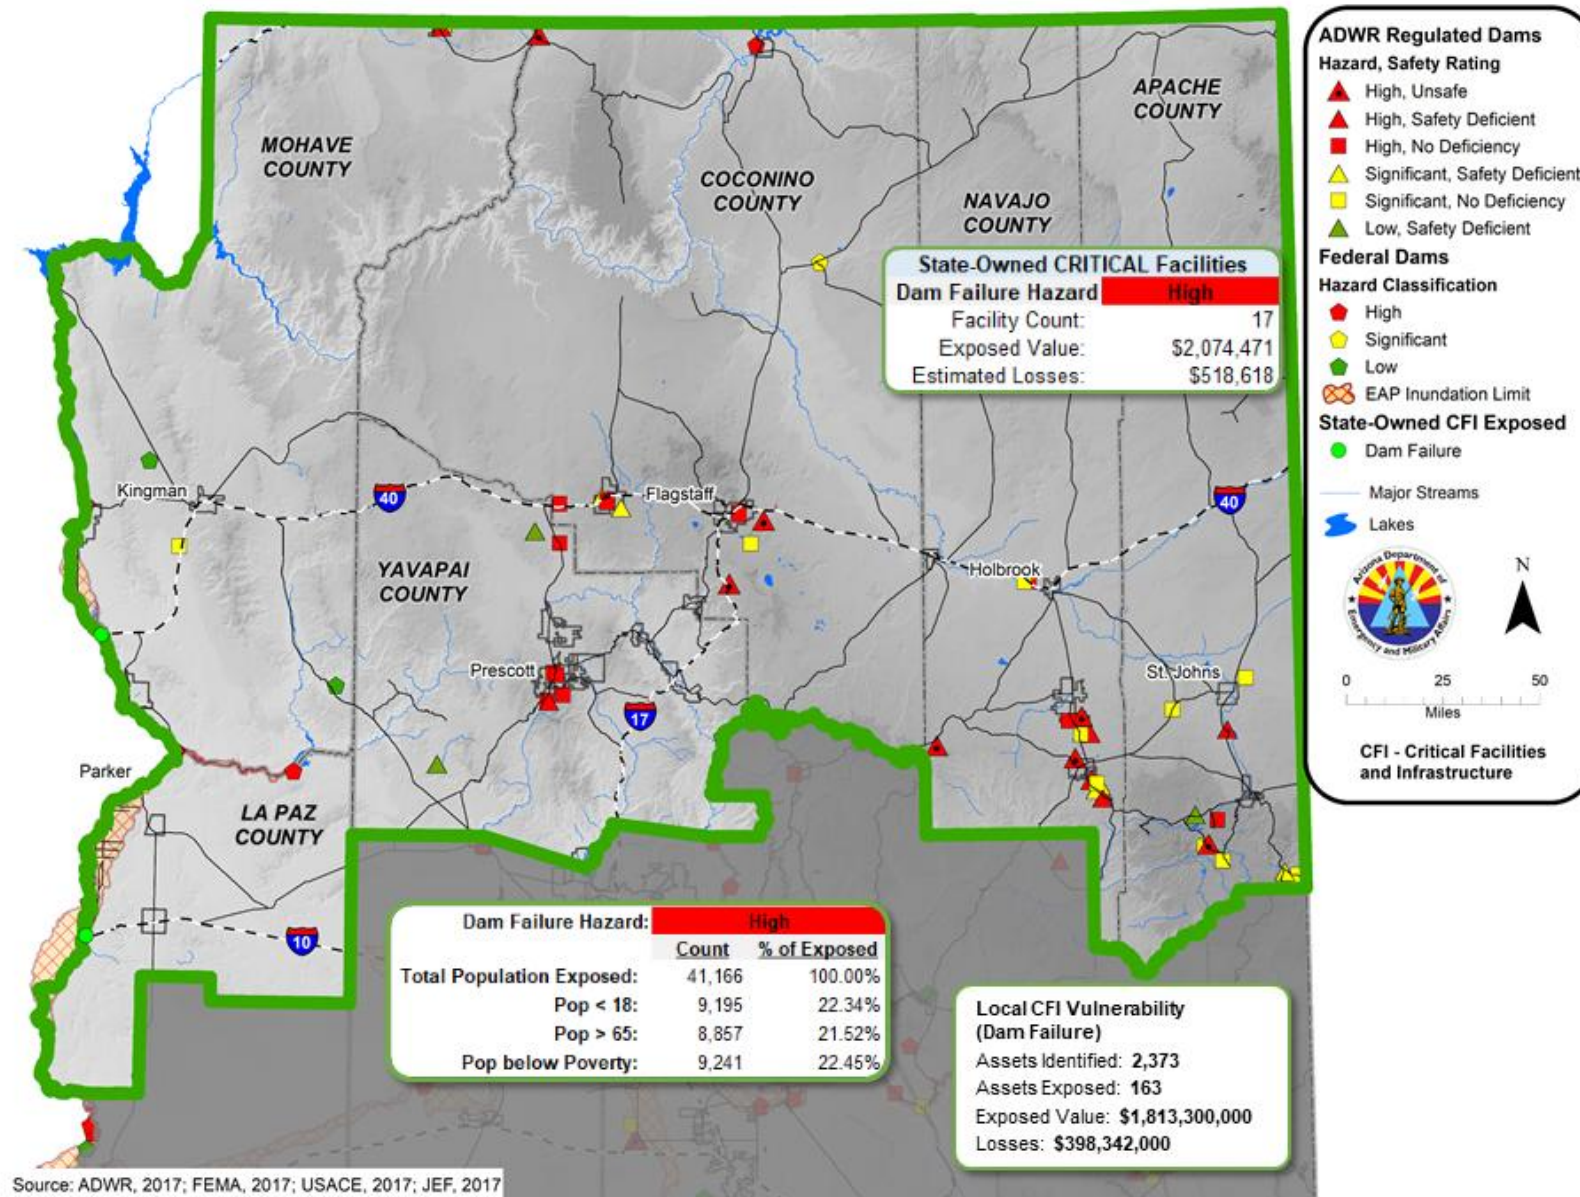 ADWR Regulated Dams
Hazard, Safety Rating
High, Unsafe
High, Safety Deficient
High, No Deficiency
Significant, Safety Deficient
Significant, No Deficiency
Low, Safety Deficient
Federal Dams
Hazard Classification
High
Significant
Low
EAP Inundation Limit
State-Owned CFI Exposed
Dam Failure
Major Streams
Lakes
Arizona Department of
Emergency and Military Affairs
N
0 25 50
Miles
CFI - Critical Facilities
and Infrastructure
MOHAVE
COUNTY
COCONINO
COUNTY
NAVAJO
COUNTY
APACHE
COUNTY
State-Owned CRITICAL Facilities
Dam Failure Hazard High
Facility Count: 17
Exposed Value: $2,074,471
Estimated Losses: $518,618
Kingman
40
Flagstaff
40
Holbrook
YAVAPAI
COUNTY
Prescott
17
St. Johns
Parker
LA PAZ
COUNTY
10
Dam Failure Hazard: High
Count % of Exposed
Total Population Exposed: 41,166 100.00%
Pop < 18: 9,195 22.34%
Pop > 65: 8,857 21.52%
Pop below Poverty: 9,241 22.45%
Local CFI Vulnerability
(Dam Failure)
Assets Identified: 2,373
Assets Exposed: 163
Exposed Value: $1,813,300,000
Losses: $398,342,000
Source: ADWR, 2017; FEMA, 2017; USACE, 2017; JEF, 2017